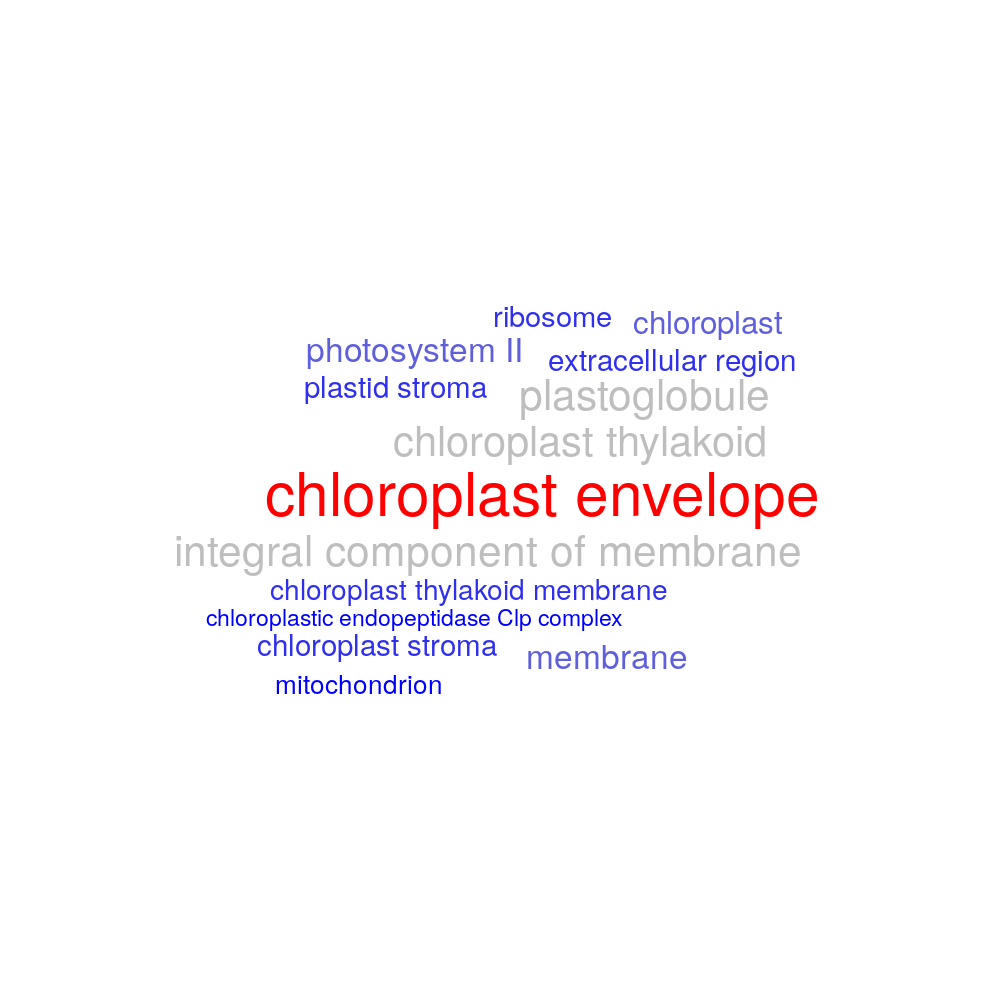 ribosome
chloroplast
photosystem II
extracellular region
plastid stroma
plastoglobule
chloroplast thylakoid
chloroplast envelope
integral component of membrane
chloroplast thylakoid membrane
chloroplastic endopeptidase Clp complex
chloroplast stroma
membrane
mitochondrion